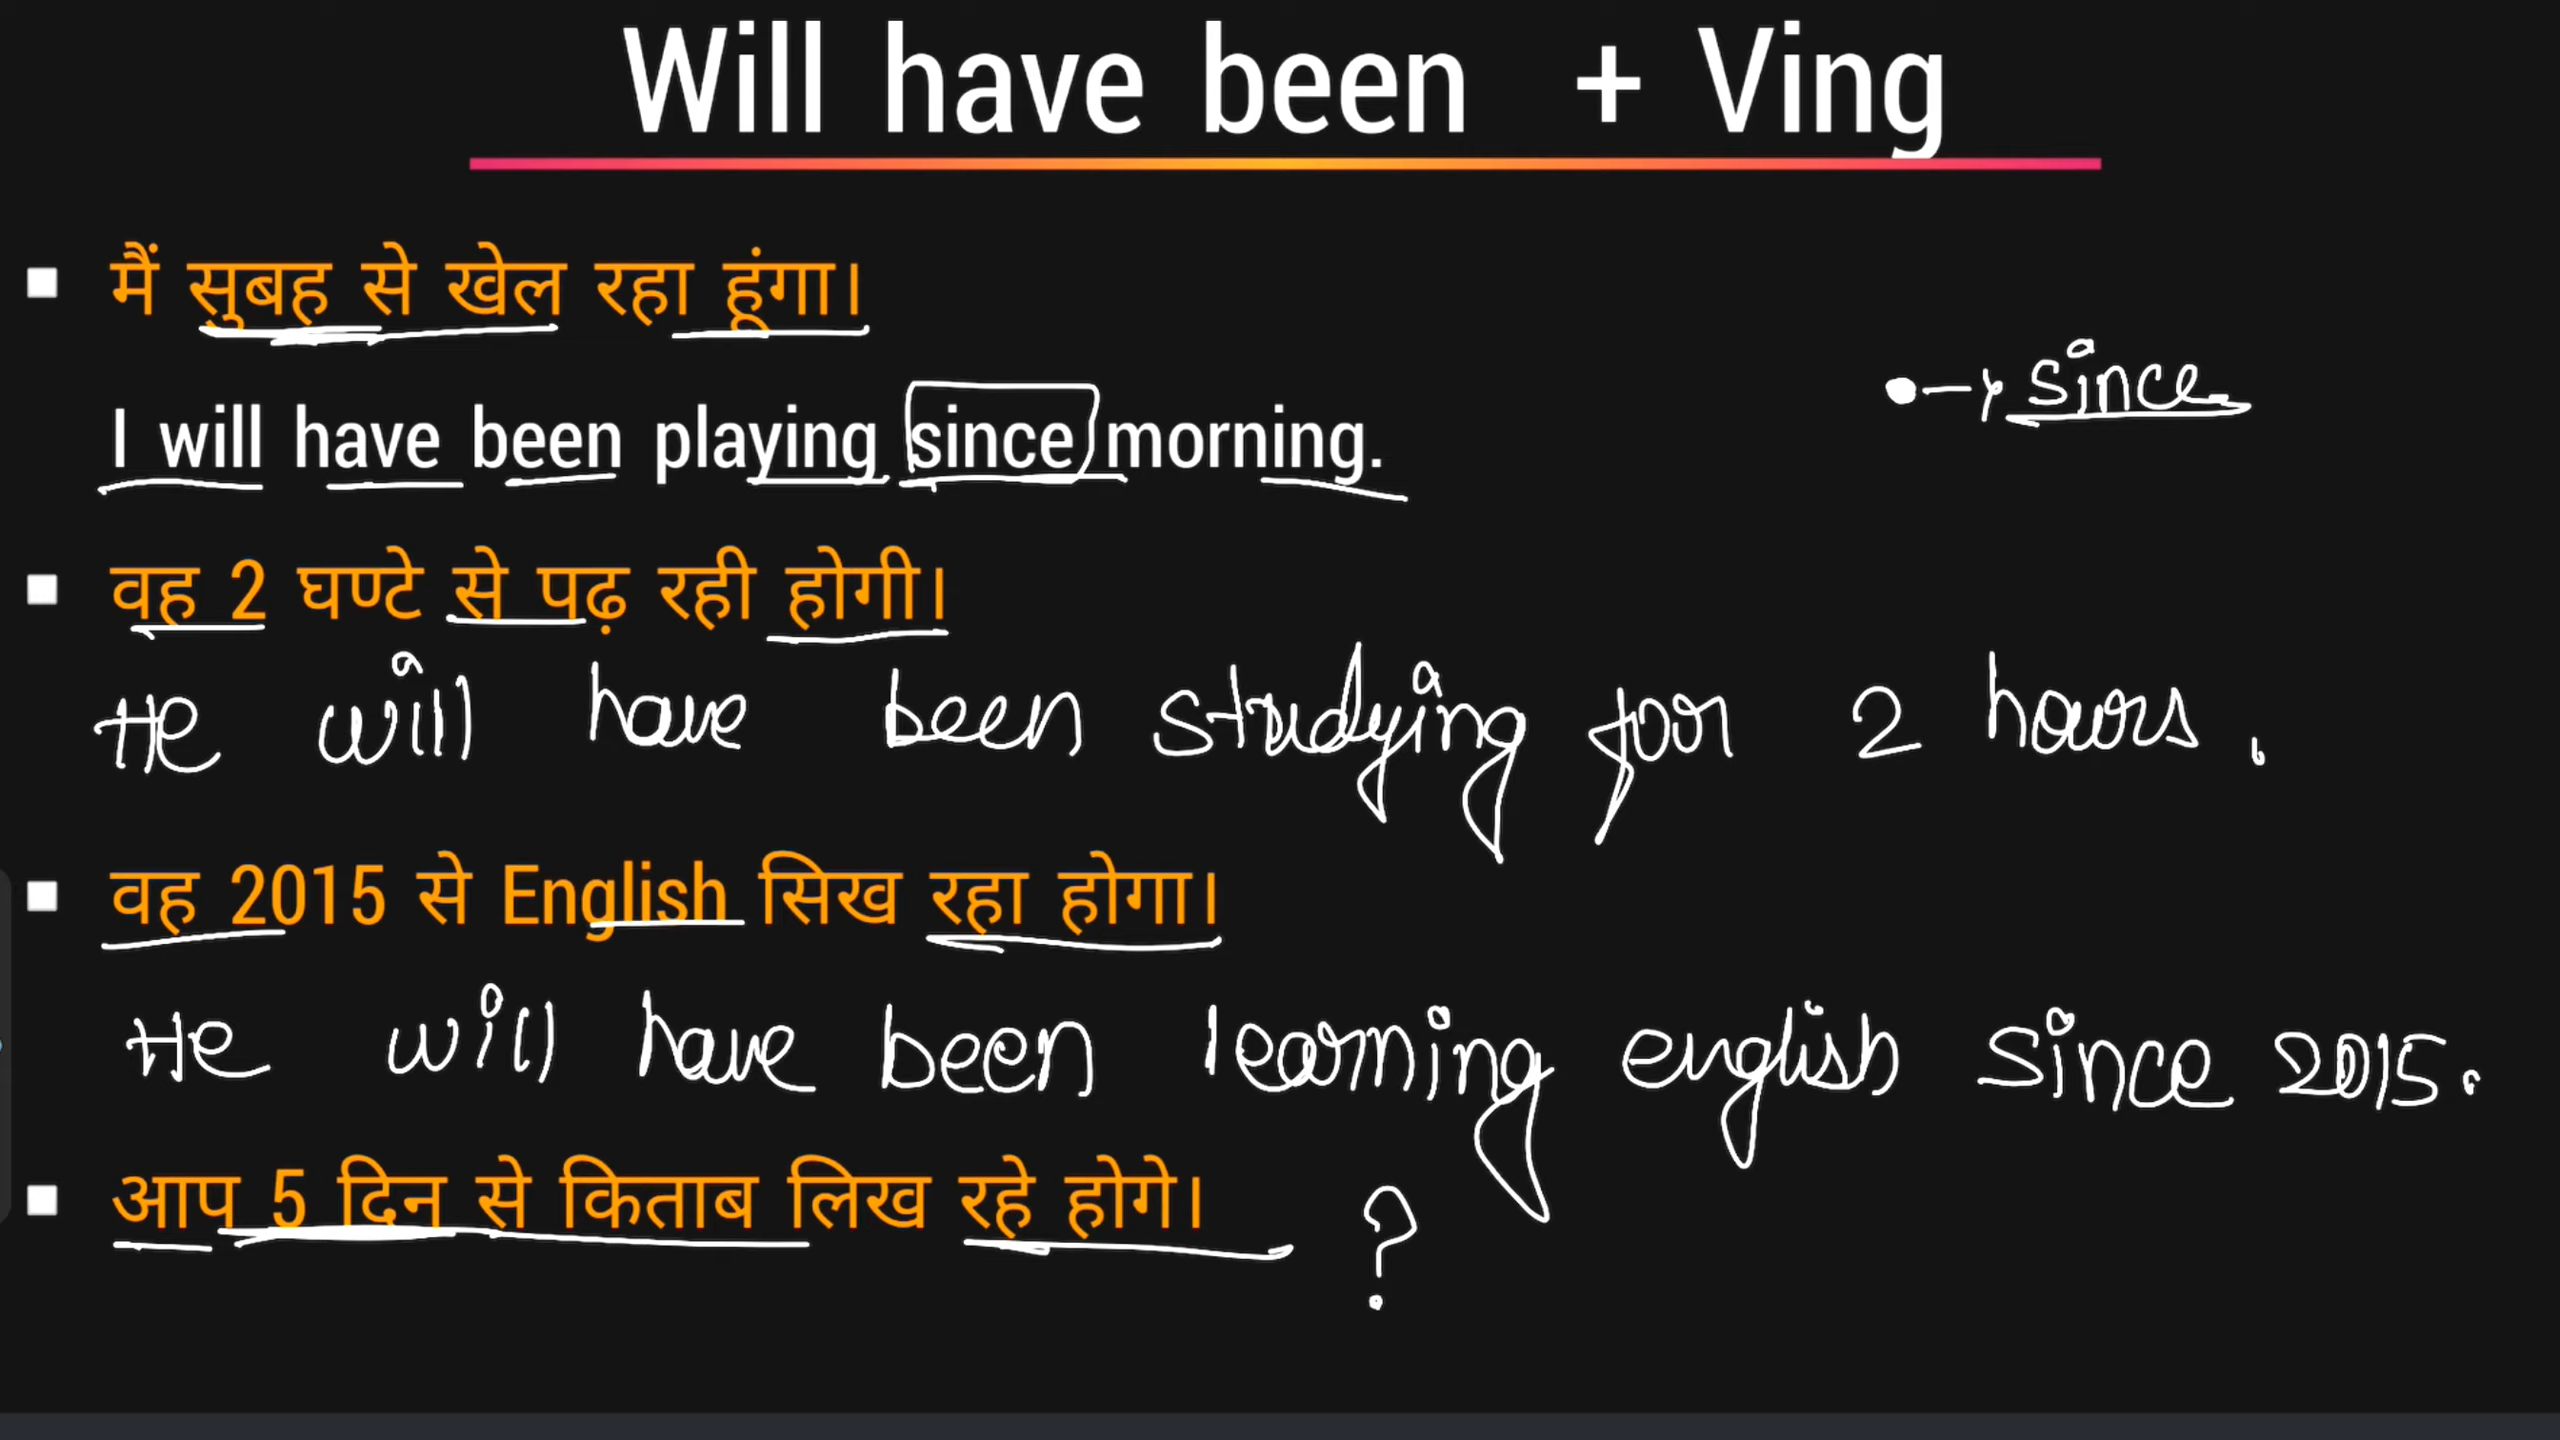 Will have been + Ving
मैं सुबह से खेल रहा हूंगा।
since
I will have been playing since morning.
वह 2 घण्टे से पढ़ रही होगी।
He will have been studying for 2 hours.
वह 2015 से English सिख रहा होगा।
He will have been learning english since 2015.
आप 5 दिन से किताब लिख रहे होगे। ?